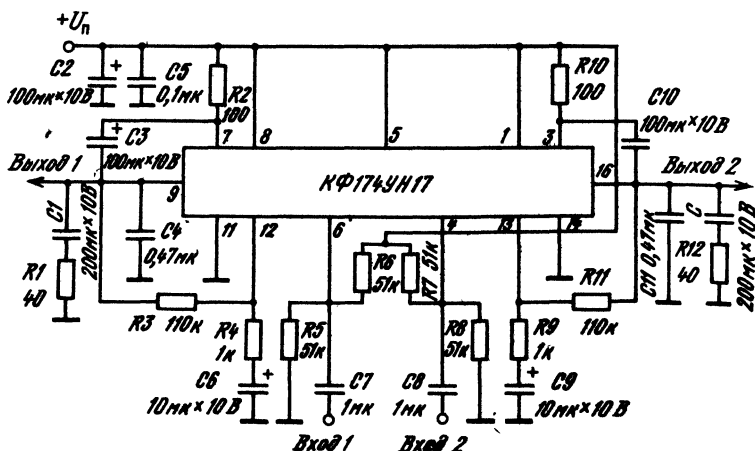 +Uп
C2
100мк×10В
C5
0,1мк
R2
100
R10
100
C10
100мк×10В
C3
100мк×10В
7
8
5
1
3
Выход 1
9
КФ174УН17
16
Выход 2
11
12
6
4
13
14
C1
200мк×10В
R1
40
C4
0,47мк
R3
110к
R4
1к
C6
10мк×10В
R5
51к
R6
51к
R7
51к
R8
51к
C7
1мк
C8
1мк
R9
1к
C9
10мк×10В
R11
110к
C11 0,47мк
C
R12
40
200мк×10В
Вход 1
Вход 2